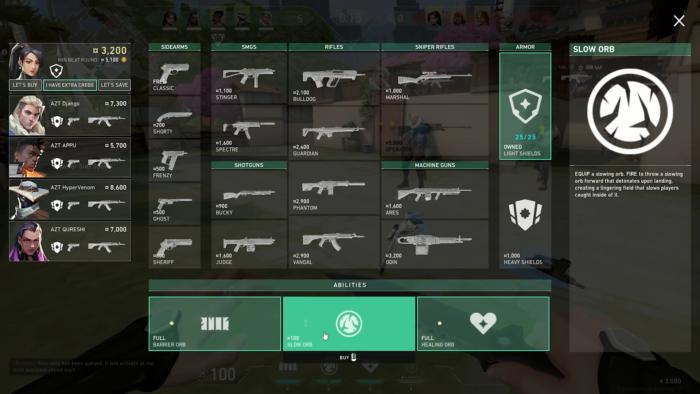 ¤ 3,200
MIN NEXT ROUND: ¤ 5,100
LET'S BUY
I HAVE EXTRA CREDS
LET'S SAVE
AZT Django
¤ 7,300
AZT APPU
¤ 5,700
AZT HyperVenom
¤ 8,600
AZT QURESHI
¤ 7,000
SIDEARMS
FREE
CLASSIC
SHORTY
¤500
FRENZY
¤500
GHOST
SHERIFF
SMGS
¤1,100
STINGER
¤1,600
SPECTRE
SHOTGUNS
¤900
BUCKY
¤1,600
JUDGE
RIFLES
¤2,100
BULLDOG
¤2,400
GUARDIAN
¤2,900
PHANTOM
¤2,900
VANDAL
SNIPER RIFLES
¤1,000
MARSHAL
MACHINE GUNS
¤1,600
ARES
¤3,200
ODIN
ARMOR
25/25
OWNED
LIGHT SHIELDS
¤1,000
HEAVY SHIELDS
ABILITIES
FULL
BARRIER ORB
¤100
SLOW ORB
FULL
HEALING ORB
BUY
SLOW ORB
EQUIP a slowing orb. FIRE to throw a
slowing orb forward that detonates upon landing,
creating a lingering field that slows players
caught inside of it.
100